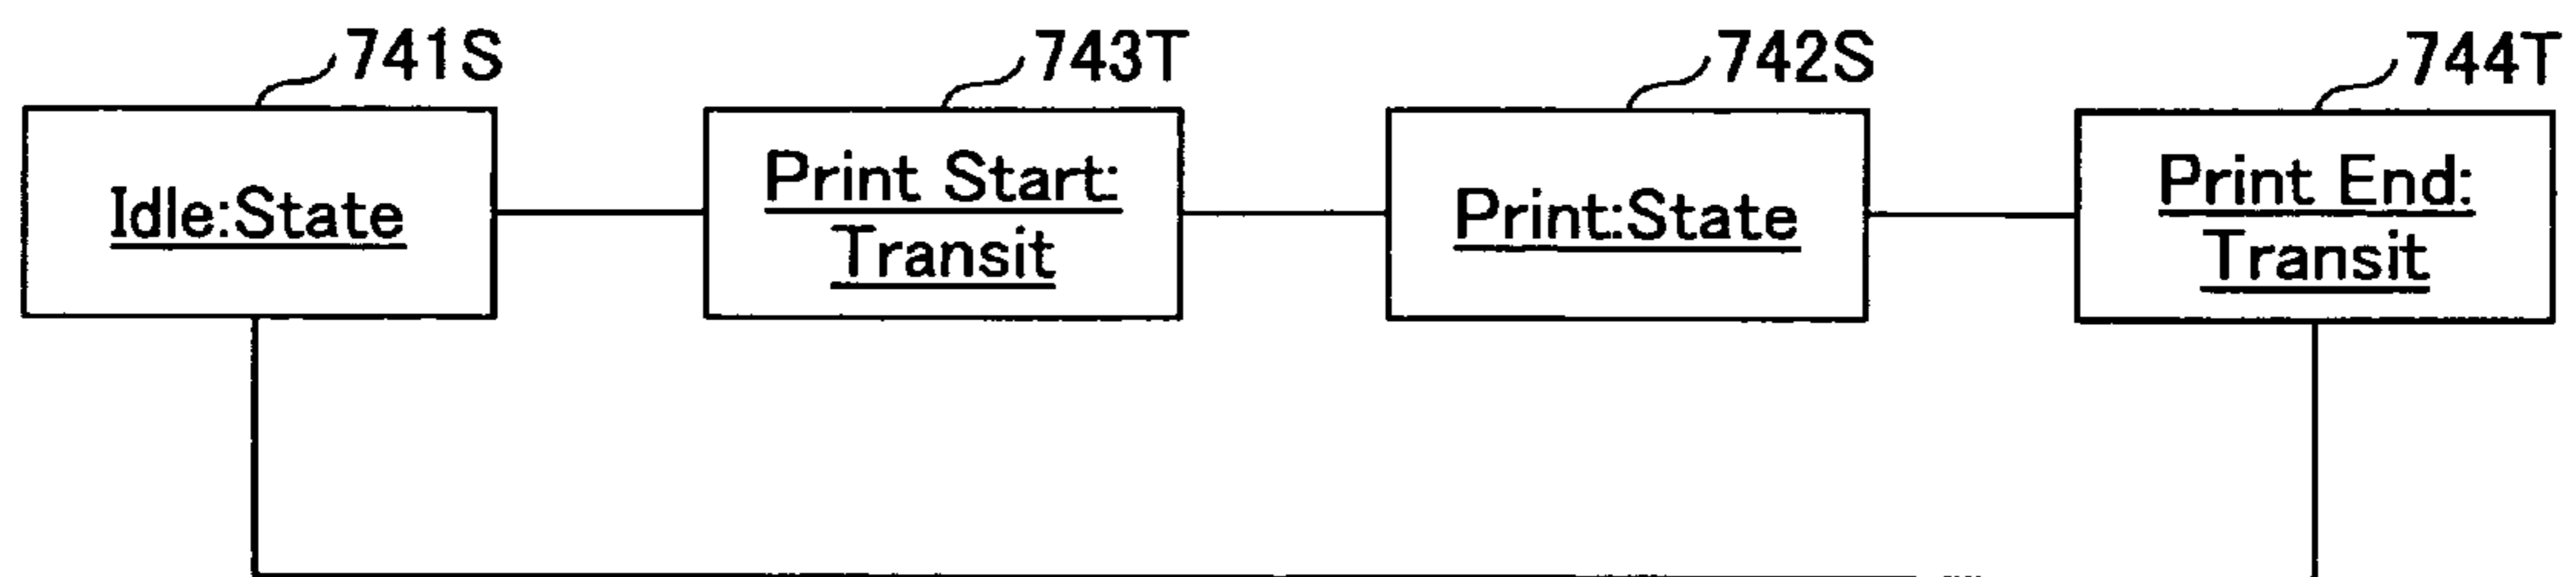 741S
743T
742S
744T
Idle:State
Print Start:
Transit
Print:State
Print End:
Transit